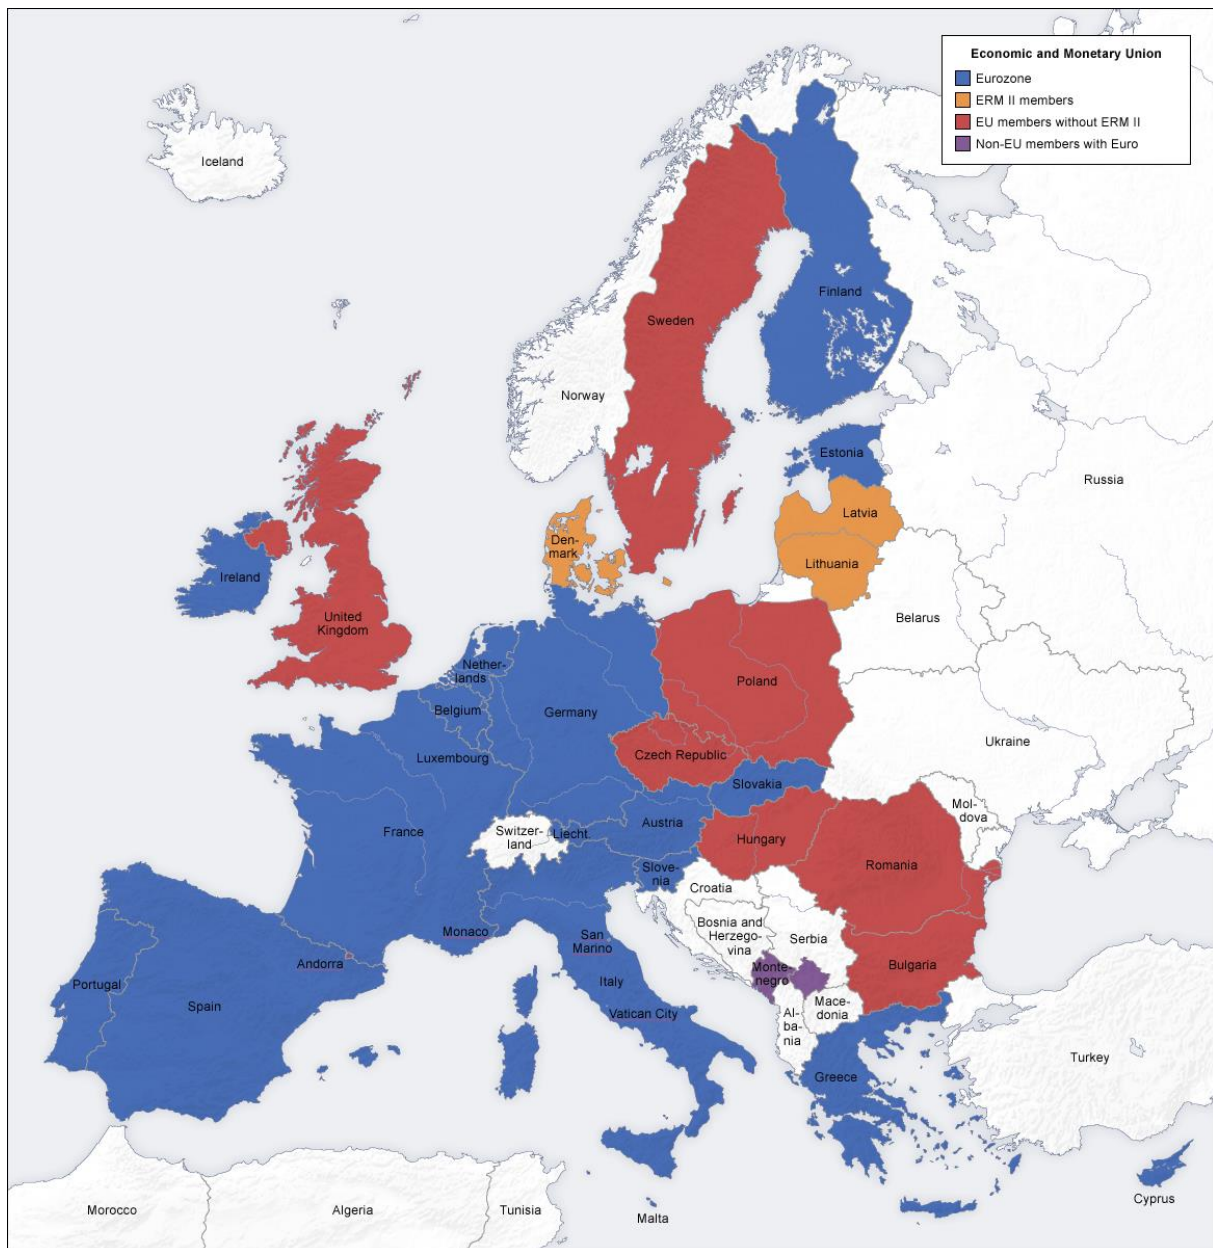 Economic and Monetary Union
Eurozone
ERM II members
EU members without ERM II
Non-EU members with Euro
Iceland
Finland
Sweden
Norway
Estonia
Russia
Latvia
Den-
mark
Lithuania
Ireland
Belarus
United
Kingdom
Nether-
lands
Poland
Belgium
Germany
Ukraine
Czech Republic
Luxembourg
Slovakia
Mol-
dova
Austria
France
Switzer-
land
Liecht.
Hungary
Romania
Slove-
nia
Croatia
Bosnia and
Herzego-
vina
Serbia
Monaco
San
Marino
Andorra
Bulgaria
Monte-
negro
Portugal
Italy
Spain
Mace-
donia
Vatican City
Al-
ba-
nia
Turkey
Greece
Cyprus
Morocco
Algeria
Tunisia
Malta